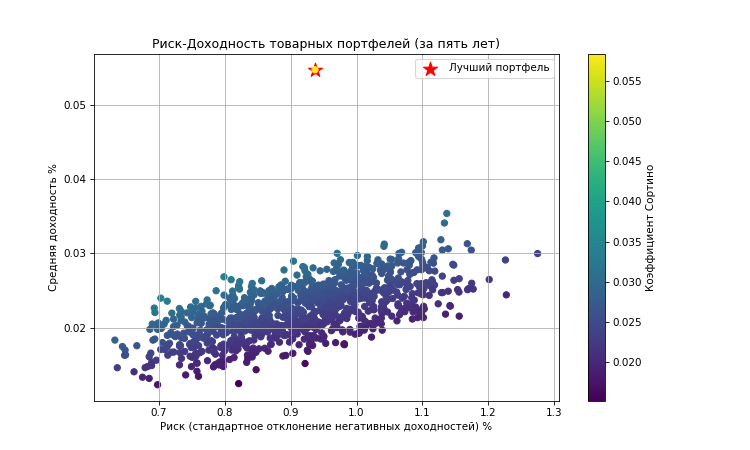 Риск-Доходность товарных портфелей (за пять лет)
Лучший портфель
Средняя доходность %
0.05
0.04
0.03
0.02
0.7 0.8 0.9 1.0 1.1 1.2 1.3
Риск (стандартное отклонение негативных доходностей) %
0.055
0.050
0.045
0.040
0.035
0.030
0.025
0.020
Коэффициент Сортино